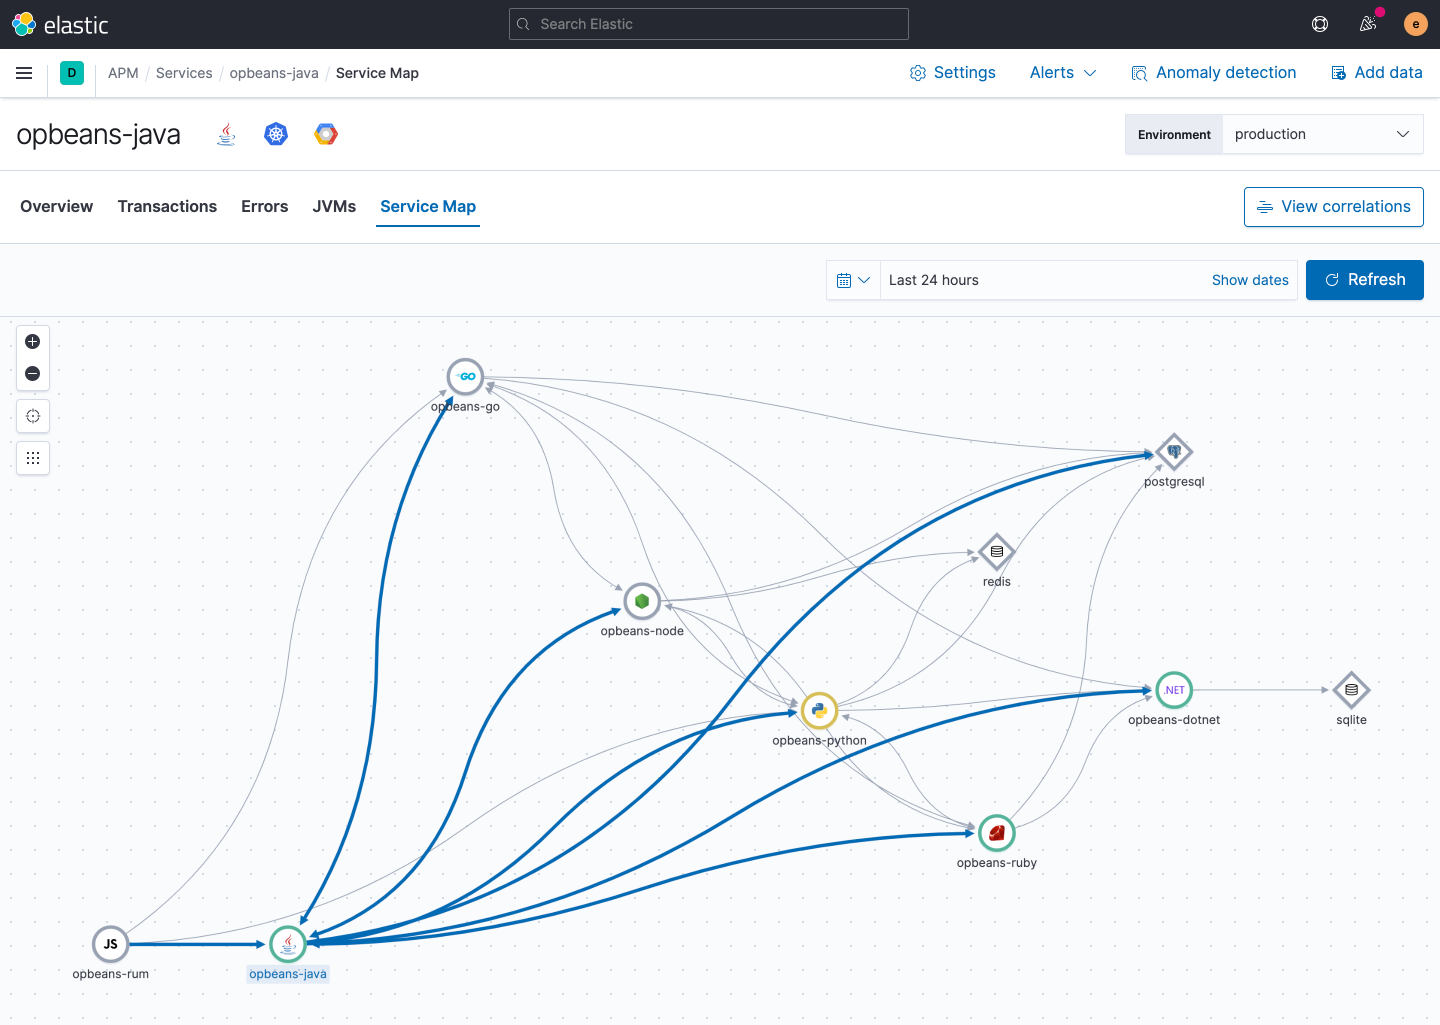 elastic
Search Elastic
e
D
APM / Services / opbeans-java / Service Map
Settings
Alerts
Anomaly detection
Add data
opbeans-java
Environment
production
Overview
Transactions
Errors
JVMs
Service Map
View correlations
Last 24 hours
Show dates
Refresh
GO
opbeans-go
postgresql
redis
opbeans-node
.NET
opbeans-dotnet
sqlite
opbeans-python
opbeans-ruby
JS
opbeans-rum
opbeans-java